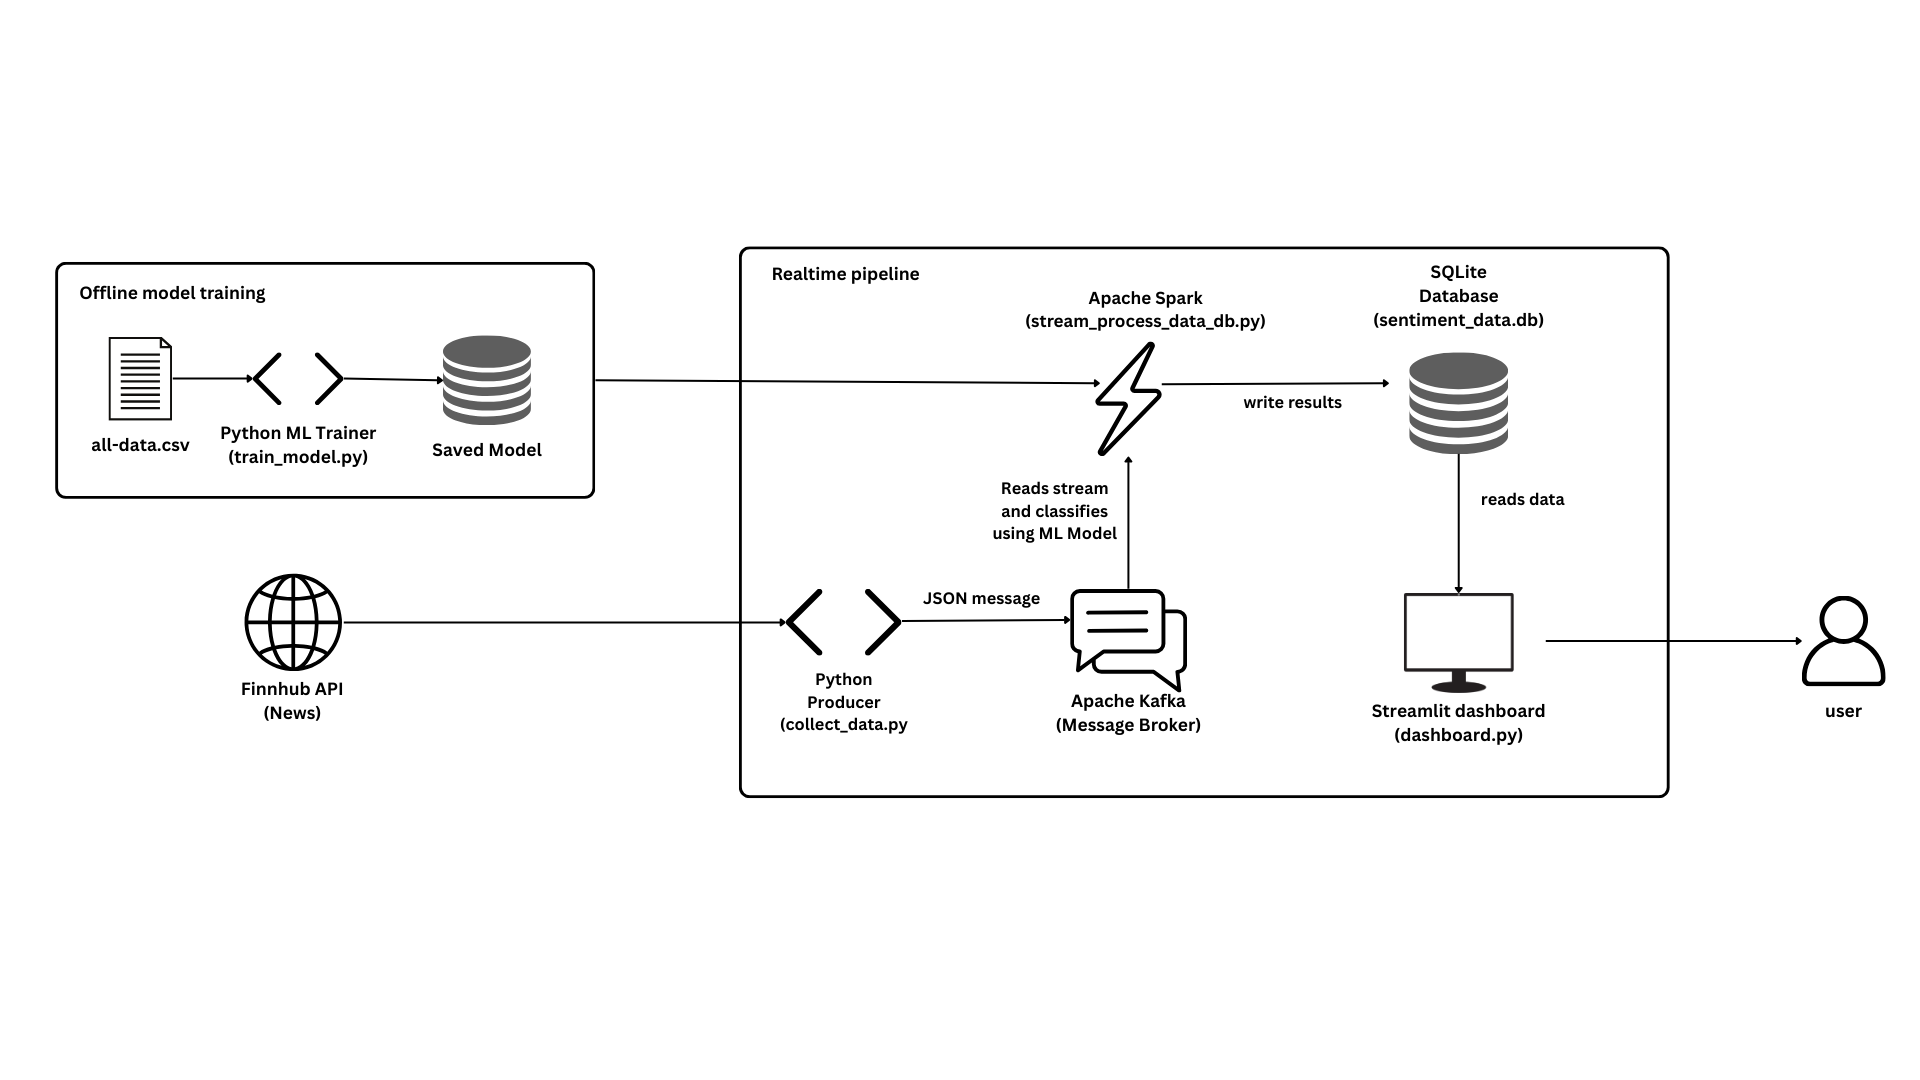 Offline model training
all-data.csv
Python ML Trainer
(train_model.py)
Saved Model
Finnhub API
(News)
Realtime pipeline
Apache Spark
(stream_process_data_db.py)
write results
SQLite
Database
(sentiment_data.db)
Reads stream
and classifies
using ML Model
reads data
JSON message
Python
Producer
(collect_data.py
Apache Kafka
(Message Broker)
Streamlit dashboard
(dashboard.py)
user